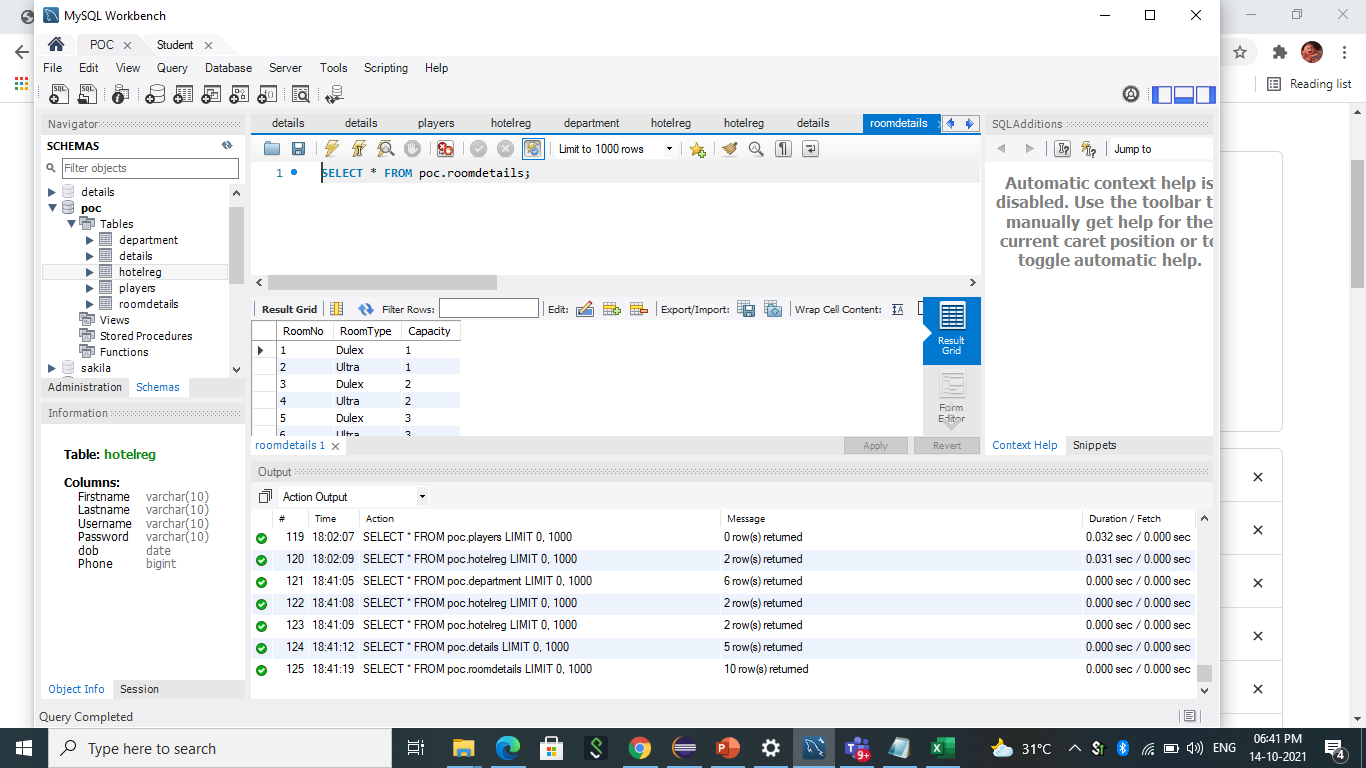 MySQL Workbench
POC
Student
File Edit View Query Database Server Tools Scripting Help
Reading list
Navigator
SCHEMAS
Filter objects
details
poc
Tables
department
details
hotelreg
players
roomdetails
Views
Stored Procedures
Functions
sakila
Administration Schemas
Information
Table: hotelreg
Columns:
Firstname varchar(10)
Lastname varchar(10)
Username varchar(10)
Password varchar(10)
dob date
Phone bigint
Object Info Session
details details players hotelreg department hotelreg hotelreg details roomdetails
Limit to 1000 rows
1 SELECT * FROM poc.roomdetails;
Result Grid Filter Rows: Edit: Export/Import: Wrap Cell Content:
RoomNo RoomType Capacity
1 Dulex 1
2 Ultra 1
3 Dulex 2
4 Ultra 2
5 Dulex 3
6 Ultra 3
Result
Grid
Form
Editor
roomdetails 1
Apply Revert
SQLAdditions
Jump to
Automatic context help is
disabled. Use the toolbar t
manually get help for the
current caret position or to
toggle automatic help.
Context Help Snippets
Output
Action Output
# Time Action Message Duration / Fetch
119 18:02:07 SELECT * FROM poc.players LIMIT 0, 1000 0 row(s) returned 0.032 sec / 0.000 sec
120 18:02:09 SELECT * FROM poc.hotelreg LIMIT 0, 1000 2 row(s) returned 0.031 sec / 0.000 sec
121 18:41:05 SELECT * FROM poc.department LIMIT 0, 1000 6 row(s) returned 0.000 sec / 0.000 sec
122 18:41:08 SELECT * FROM poc.hotelreg LIMIT 0, 1000 2 row(s) returned 0.000 sec / 0.000 sec
123 18:41:09 SELECT * FROM poc.hotelreg LIMIT 0, 1000 2 row(s) returned 0.000 sec / 0.000 sec
124 18:41:12 SELECT * FROM poc.details LIMIT 0, 1000 5 row(s) returned 0.000 sec / 0.000 sec
125 18:41:19 SELECT * FROM poc.roomdetails LIMIT 0, 1000 10 row(s) returned 0.000 sec / 0.000 sec
Query Completed
Type here to search
9+
31°C
ENG
06:41 PM
14-10-2021
4